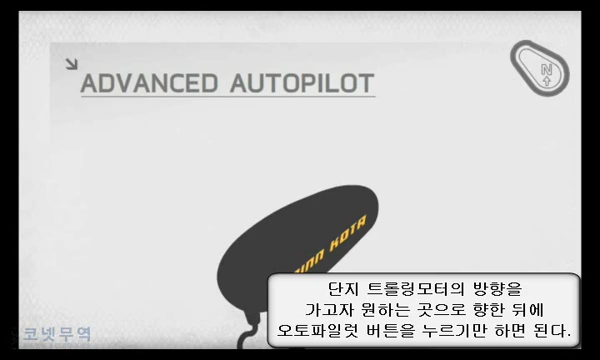 ADVANCED AUTOPILOT
N
MINN KOTA
단지 트롤링모터의 방향을
가고자 원하는 곳으로 향한 뒤에
오토파일럿 버튼을 누르기만 하면 된다.
코넷무역